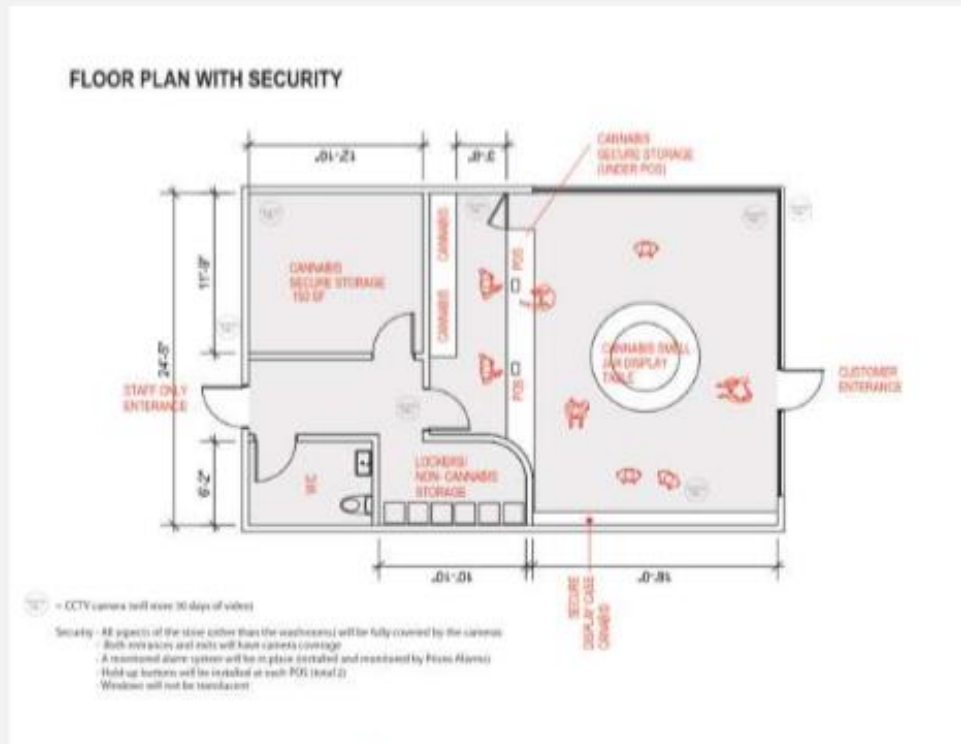 FLOOR PLAN WITH SECURITY
12'-10"
3'-8"
CANNABIS
SECURE STORAGE
(UNDER POS)
CANNABIS
SECURE STORAGE
150 SF
CANNABIS
CANNABIS
POS
POS
11'-9"
24'-5"
6'-2"
STAFF ONLY
ENTERANCE
CANNABIS SMELL
JAR DISPLAY
TABLE
CUSTOMER
ENTERANCE
WC
LOCKERS/
NON- CANNABIS
STORAGE
10'-10"
18'-0"
SECURE
DISPLAY CASE
= CCTV camera (will store 30 days of video)
Security - All aspects of the store (other than the washrooms) will be fully covered by the cameras
- Both entrances and exits will have camera coverage
- A monitored alarm system will be in place (installed and monitored by Alarms)
- Hold up buttons will be installed at each POS (total 2)
- Windows will not be translucent